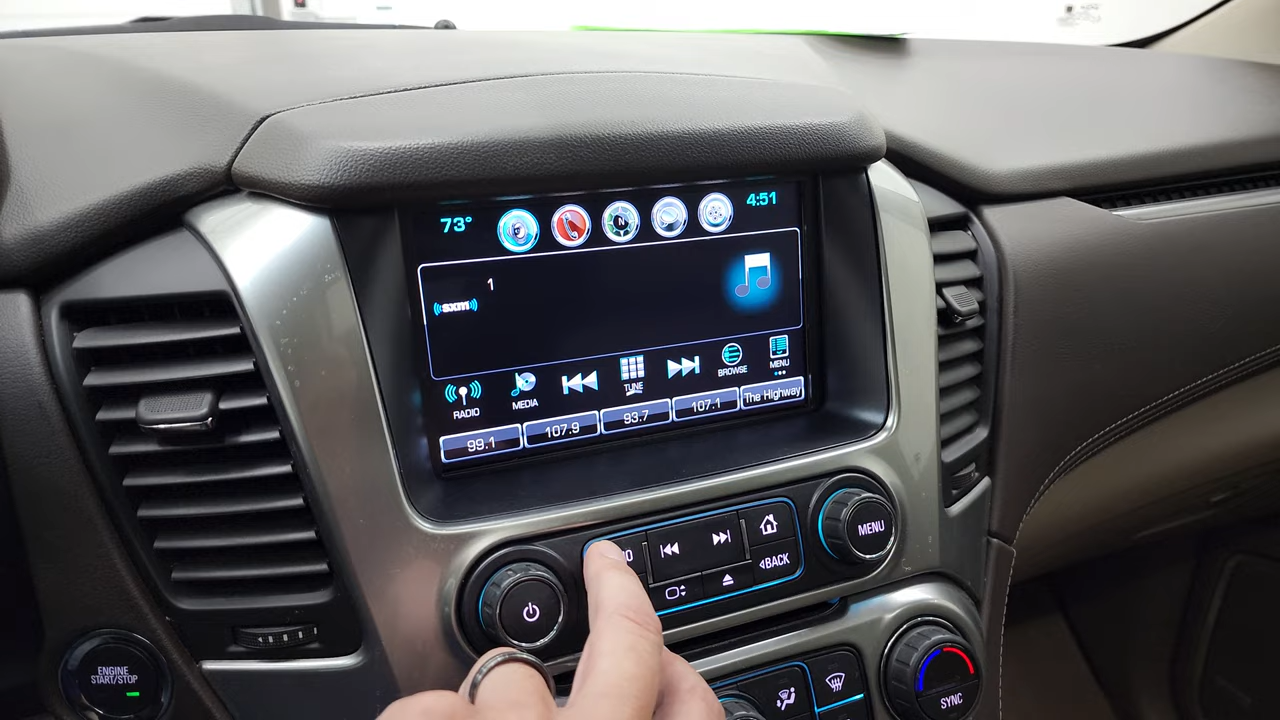 73°
N
4:51
1
sxm
RADIO
MEDIA
TUNE
BROWSE
MENU
99.1
107.9
93.7
107.1
The Highway
MENU
BACK
ENGINE
START/STOP
SYNC